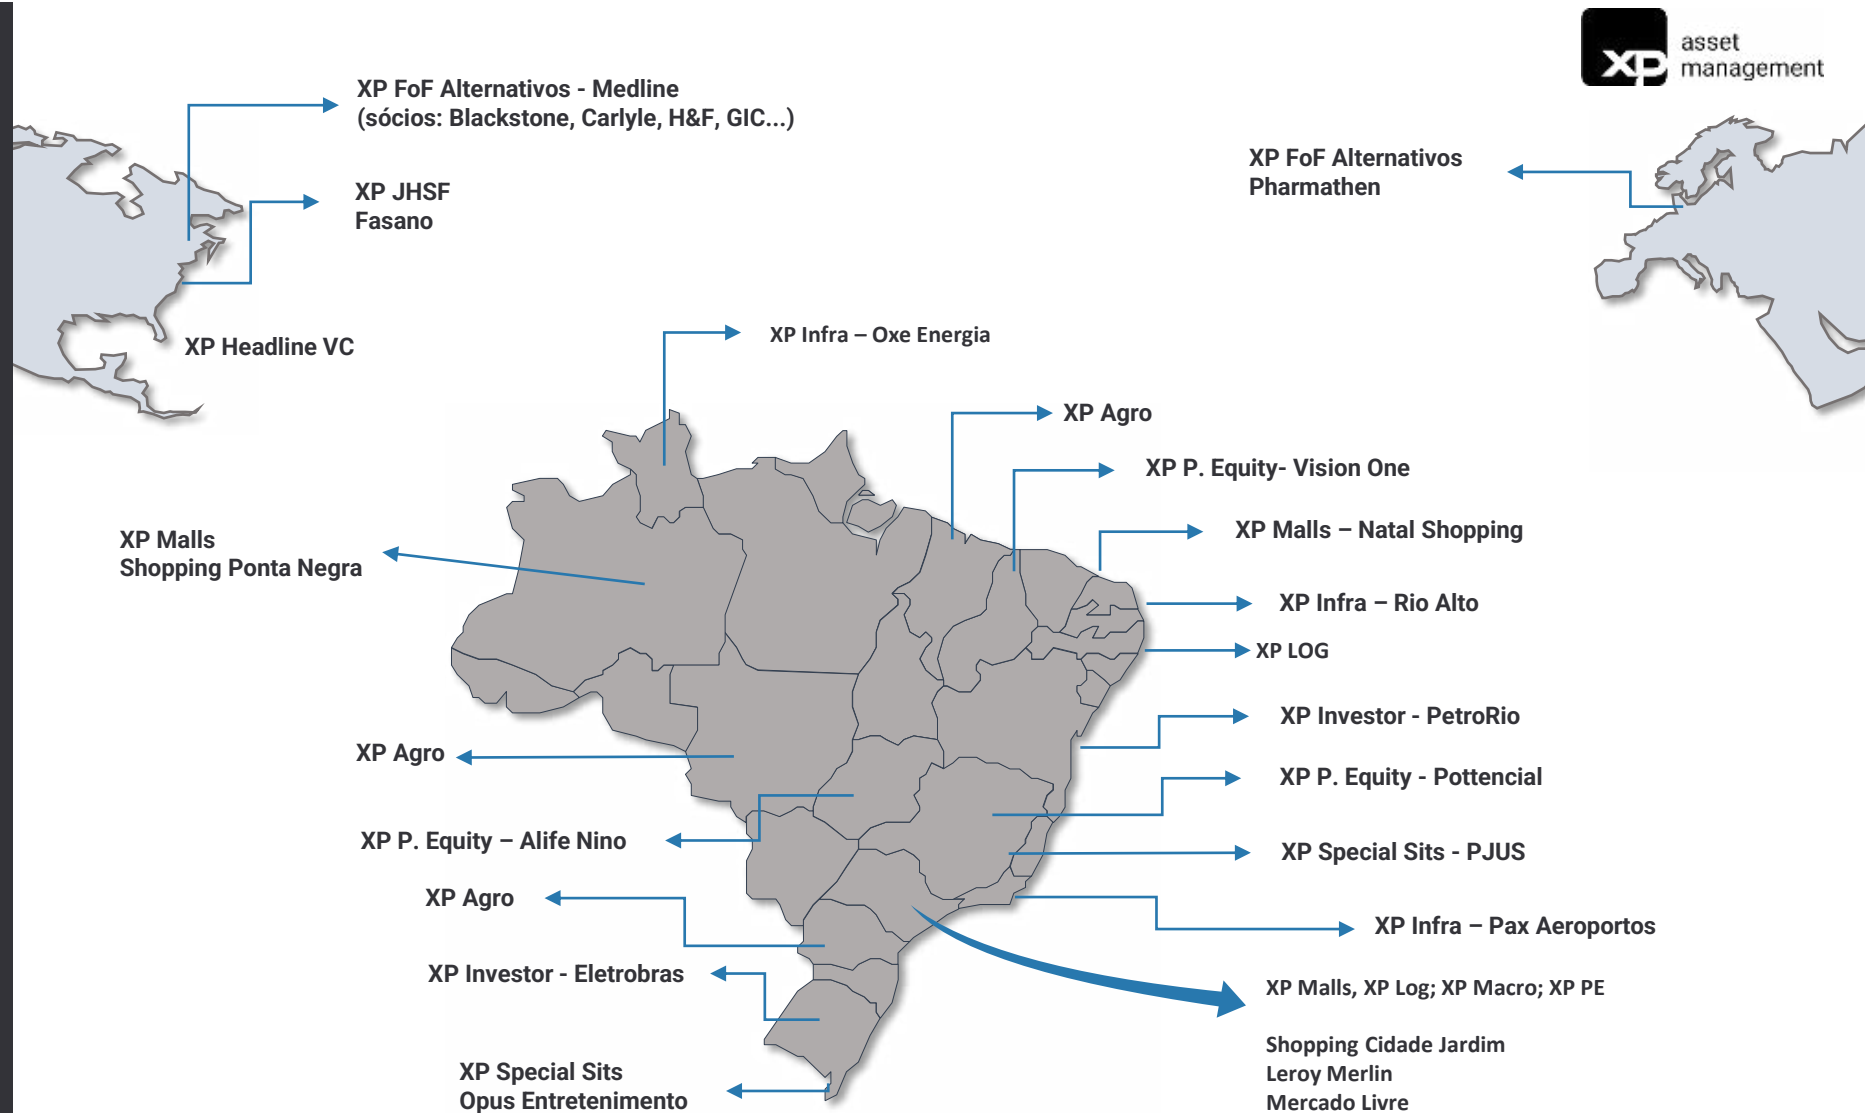 XP
asset
management
XP FoF Alternativos - Medline
(sócios: Blackstone, Carlyle, H&F, GIC...)
XP FoF Alternativos
Pharmathen
XP JHSF
Fasano
XP Headline VC
XP Infra – Oxe Energia
XP Agro
XP P. Equity- Vision One
XP Malls – Natal Shopping
XP Malls
Shopping Ponta Negra
XP Infra – Rio Alto
XP LOG
XP Investor - PetroRio
XP Agro
XP P. Equity - Pottencial
XP P. Equity – Alife Nino
XP Special Sits - PJUS
XP Agro
XP Infra – Pax Aeroportos
XP Investor - Eletrobras
XP Malls, XP Log; XP Macro; XP PE
Shopping Cidade Jardim
Leroy Merlin
Mercado Livre
XP Special Sits
Opus Entretenimento